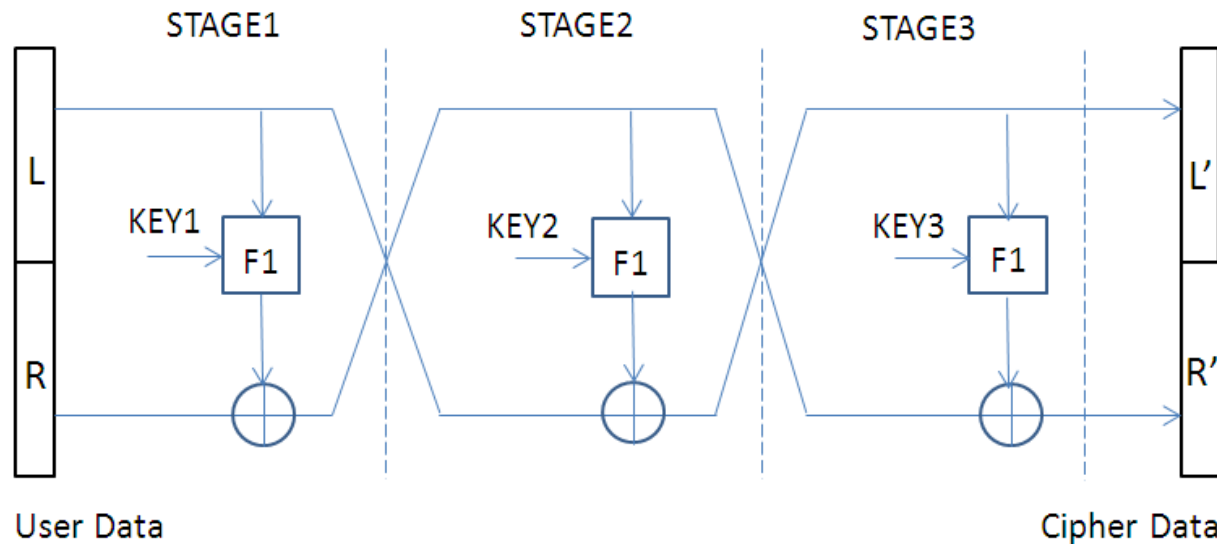 STAGE1
STAGE2
STAGE3
L
R
KEY1
F1
KEY2
F1
KEY3
F1
L’
R’
User Data
Cipher Data